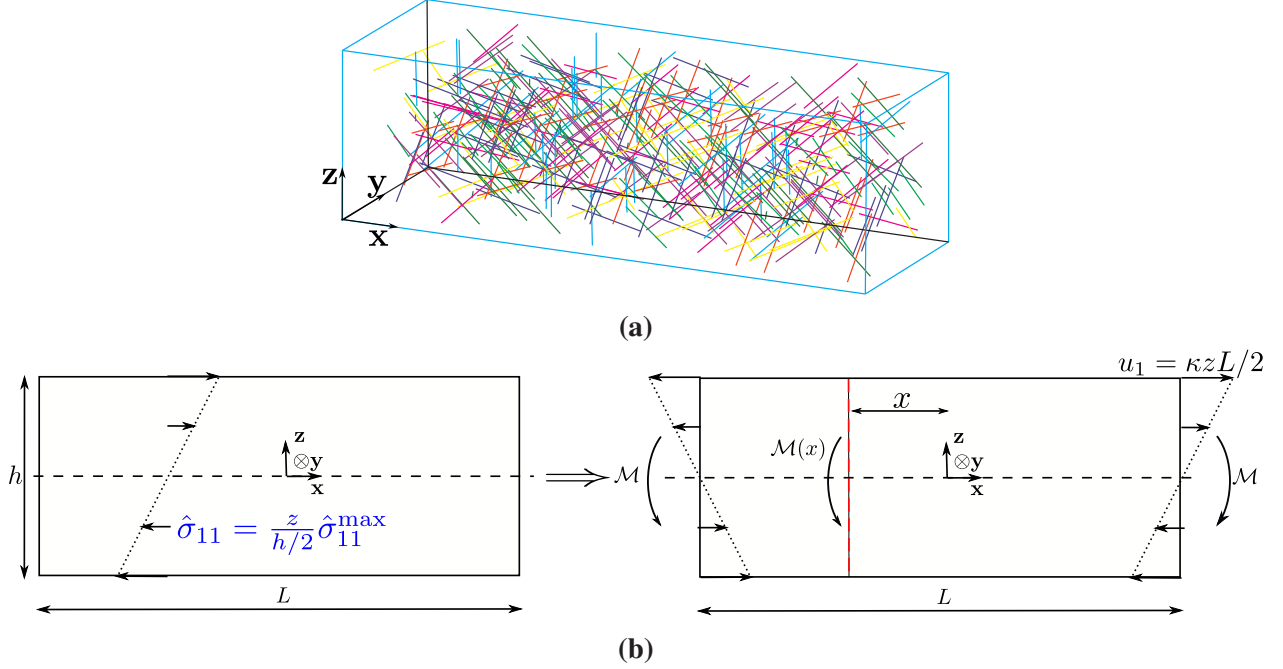 z
y
x
(a)
h
z
⊗y
x
σ̂₁₁ = z/(h/2) σ̂₁₁^max
L
⟹
u₁ = κzL/2
x
ℳ(x)
z
⊗y
x
ℳ
ℳ
L
(b)